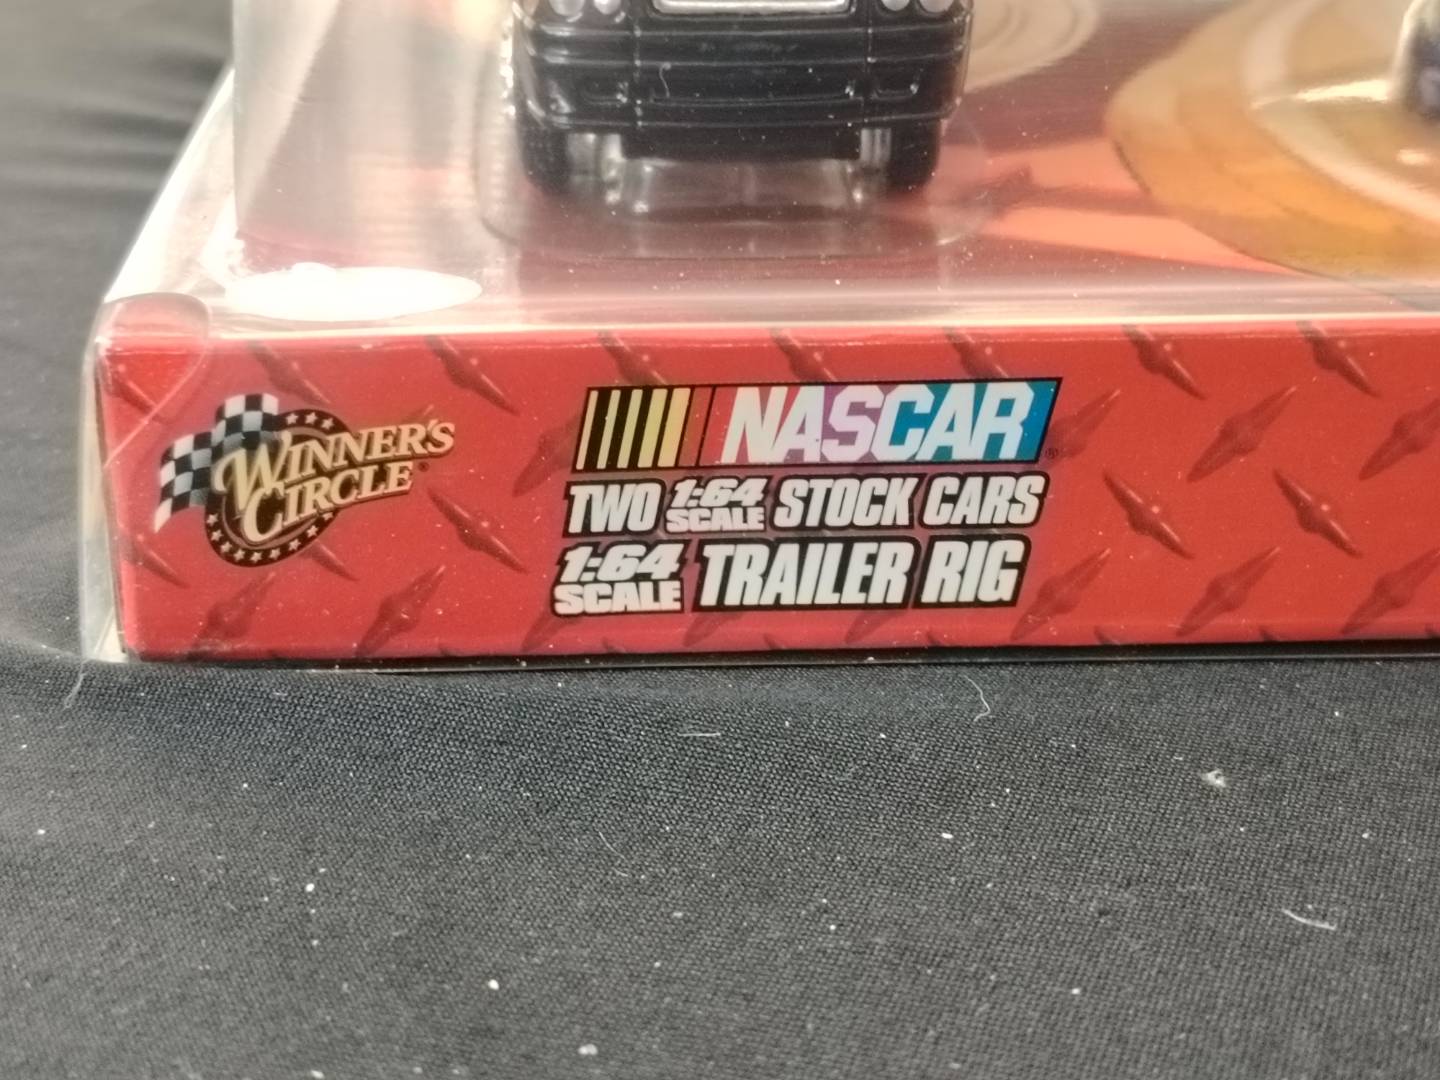 WINNER'S
CIRCLE®
NASCAR®
TWO 1:64 SCALE STOCK CARS
1:64 SCALE TRAILER RIG